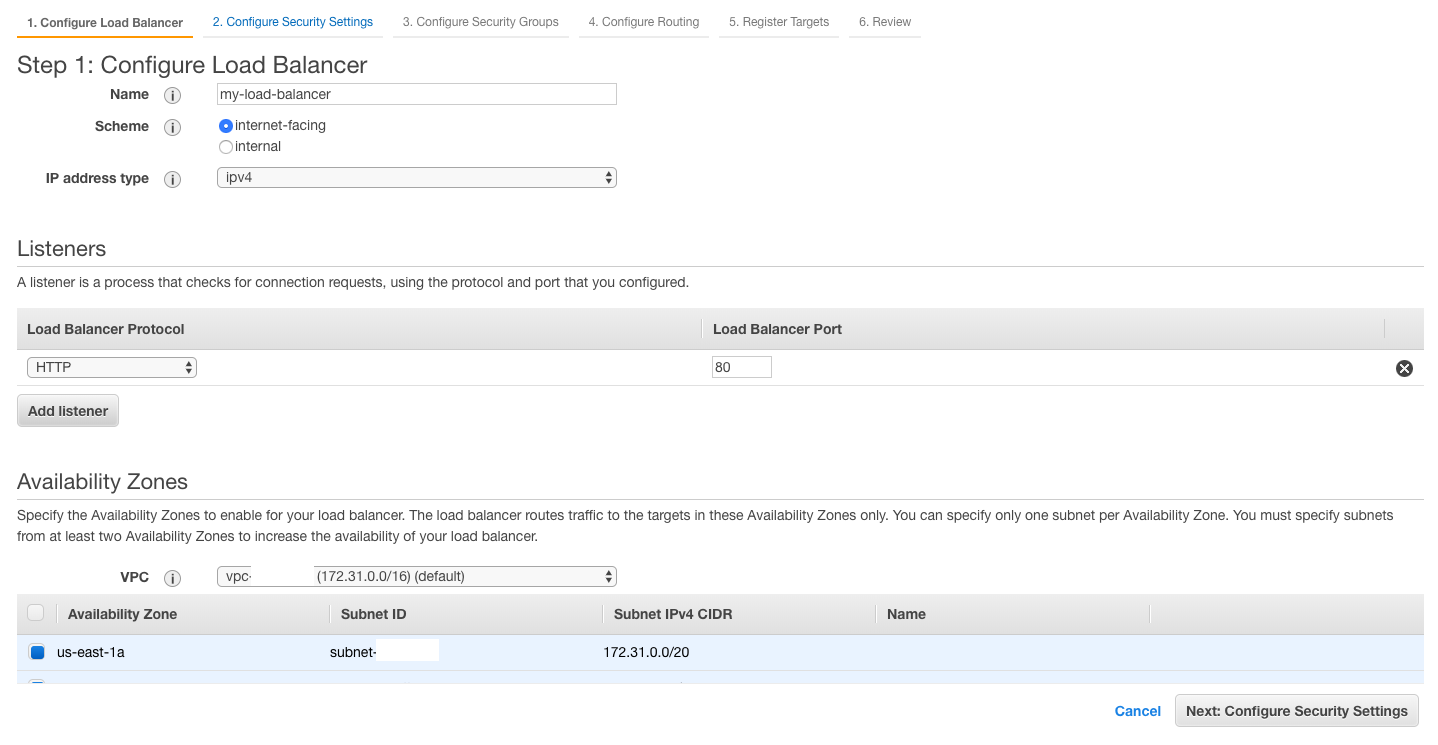 1. Configure Load Balancer 2. Configure Security Settings 3. Configure Security Groups 4. Configure Routing 5. Register Targets 6. Review
Step 1: Configure Load Balancer
Name i my-load-balancer
Scheme i internet-facing
internal
IP address type i ipv4
Listeners
A listener is a process that checks for connection requests, using the protocol and port that you configured.
Load Balancer Protocol Load Balancer Port
HTTP 80
Add listener
Availability Zones
Specify the Availability Zones to enable for your load balancer. The load balancer routes traffic to the targets in these Availability Zones only. You can specify only one subnet per Availability Zone. You must specify subnets
from at least two Availability Zones to increase the availability of your load balancer.
VPC i vpc- (172.31.0.0/16) (default)
Availability Zone Subnet ID Subnet IPv4 CIDR Name
us-east-1a subnet- 172.31.0.0/20
Cancel Next: Configure Security Settings